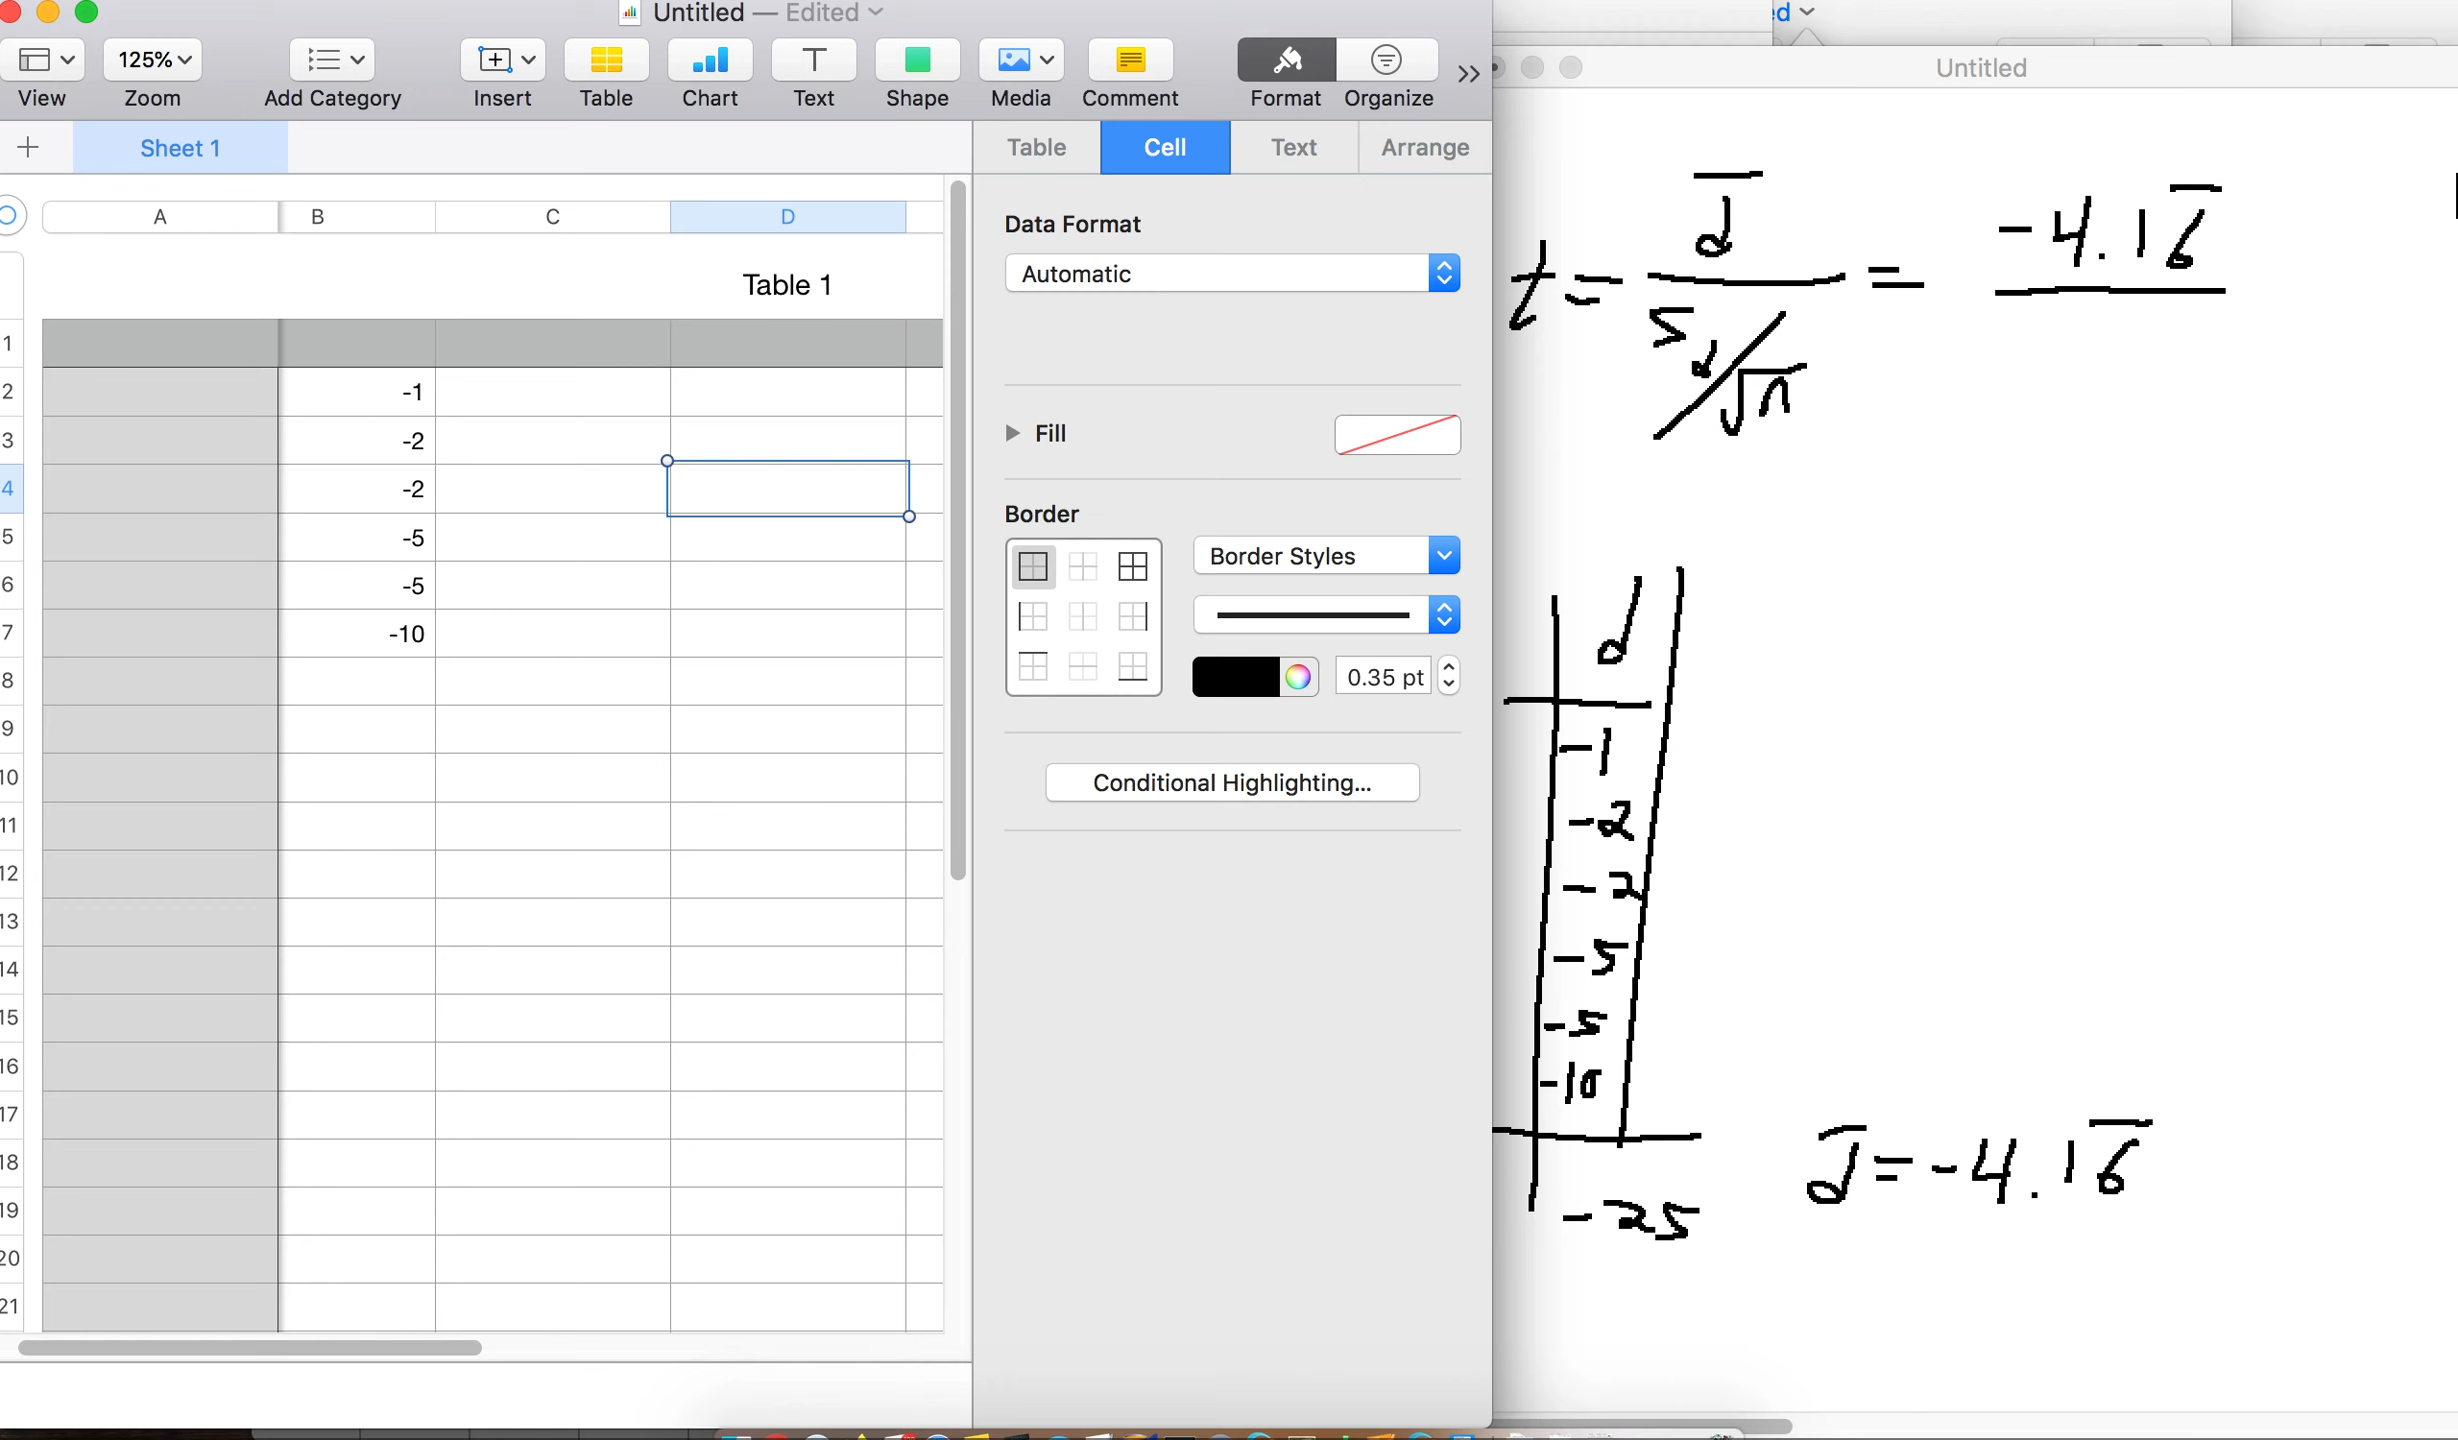 Untitled — Edited
ed
Untitled
125%
View
Zoom
Add Category
Insert
Table
Chart
Text
Shape
Media
Comment
Format
Organize
Sheet 1
Table
Cell
Text
Arrange
A
B
C
D
Table 1
1
2
-1
3
-2
4
-2
5
-5
6
-5
7
-10
8
9
10
11
12
13
14
15
16
17
18
19
20
21
Data Format
Automatic
Fill
Border
Border Styles
0.35 pt
Conditional Highlighting...
t = d̄ / (s_d/√n) = -4.16̅
d
-1
-2
-2
-5
-5
-10
-25
d̄ = -4.16̅